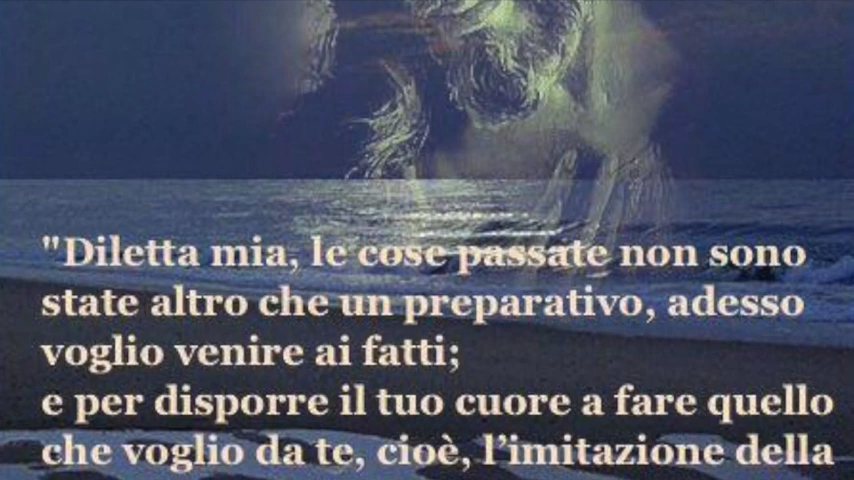 "Diletta mia, le cose passate non sono
state altro che un preparativo, adesso
voglio venire ai fatti;
e per disporre il tuo cuore a fare quello
che voglio da te, cioè, l’imitazione della